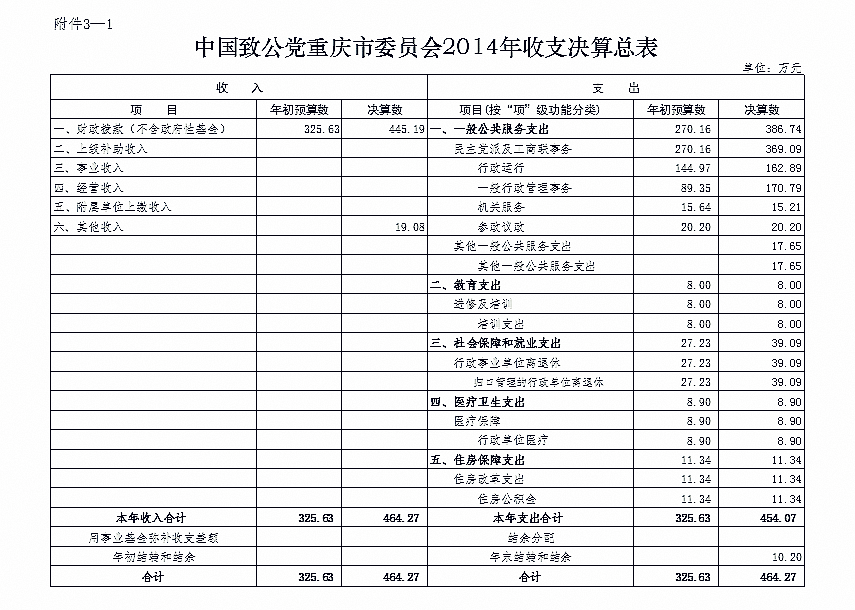 附件3—1
中国致公党重庆市委员会2014年收支决算总表
单位：万元
收 入 支 出
项 目 年初预算数 决算数 项目(按“项”级功能分类) 年初预算数 决算数
一、财政拨款（不含政府性基金） 325.63 445.19 一、一般公共服务支出 270.16 386.74
二、上级补助收入 民主党派及工商联事务 270.16 369.09
三、事业收入 行政运行 144.97 162.89
四、经营收入 一般行政管理事务 89.35 170.79
五、附属单位上缴收入 机关服务 15.64 15.21
六、其他收入 19.08 参政议政 20.20 20.20
其他一般公共服务支出 17.65
其他一般公共服务支出 17.65
二、教育支出 8.00 8.00
进修及培训 8.00 8.00
培训支出 8.00 8.00
三、社会保障和就业支出 27.23 39.09
行政事业单位离退休 27.23 39.09
归口管理的行政单位离退休 27.23 39.09
四、医疗卫生支出 8.90 8.90
医疗保障 8.90 8.90
行政单位医疗 8.90 8.90
五、住房保障支出 11.34 11.34
住房改革支出 11.34 11.34
住房公积金 11.34 11.34
本年收入合计 325.63 464.27 本年支出合计 325.63 454.07
用事业基金弥补收支差额 结余分配
年初结转和结余 年末结转和结余 10.20
合计 325.63 464.27 合计 325.63 464.27